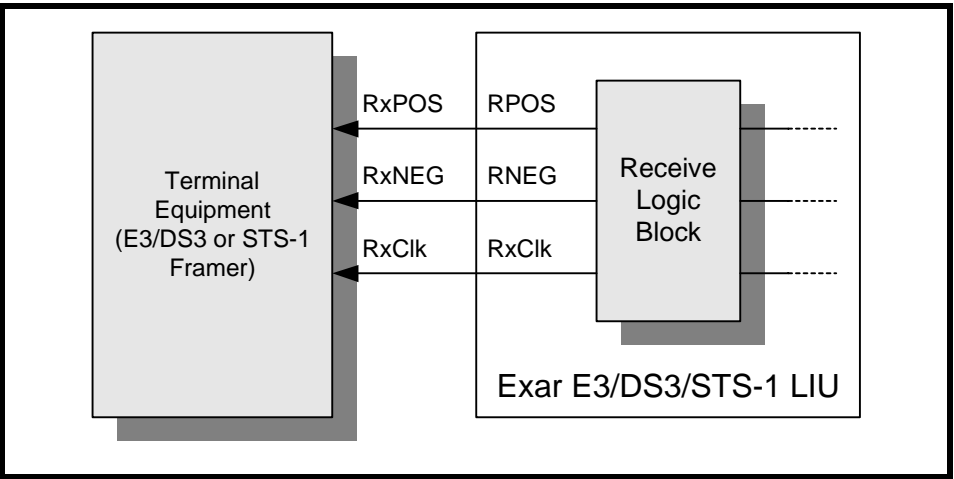 Terminal
Equipment
(E3/DS3 or STS-1
Framer)
RxPOS
RPOS
RxNEG
RNEG
RxClk
RxClk
Receive
Logic
Block
Exar E3/DS3/STS-1 LIU